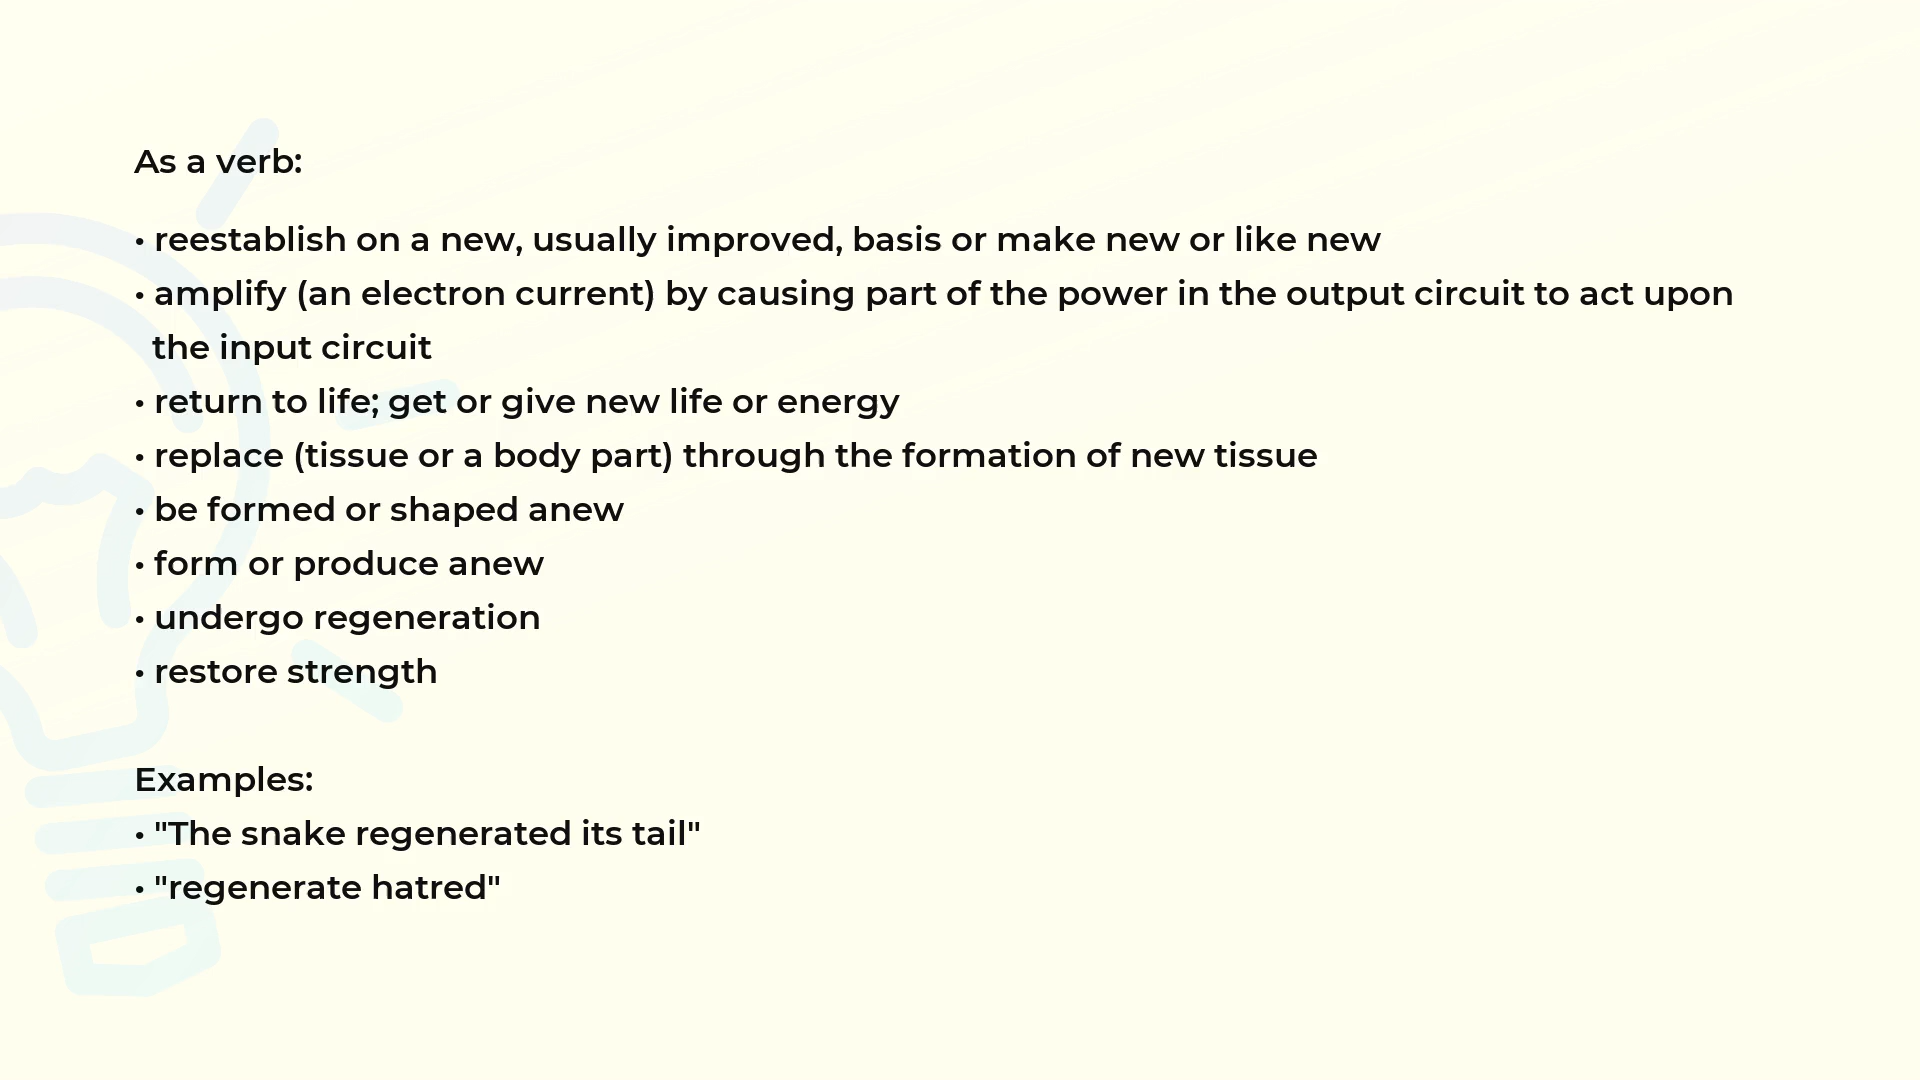 As a verb:
• reestablish on a new, usually improved, basis or make new or like new
• amplify (an electron current) by causing part of the power in the output circuit to act upon
the input circuit
• return to life; get or give new life or energy
• replace (tissue or a body part) through the formation of new tissue
• be formed or shaped anew
• form or produce anew
• undergo regeneration
• restore strength
Examples:
• "The snake regenerated its tail"
• "regenerate hatred"